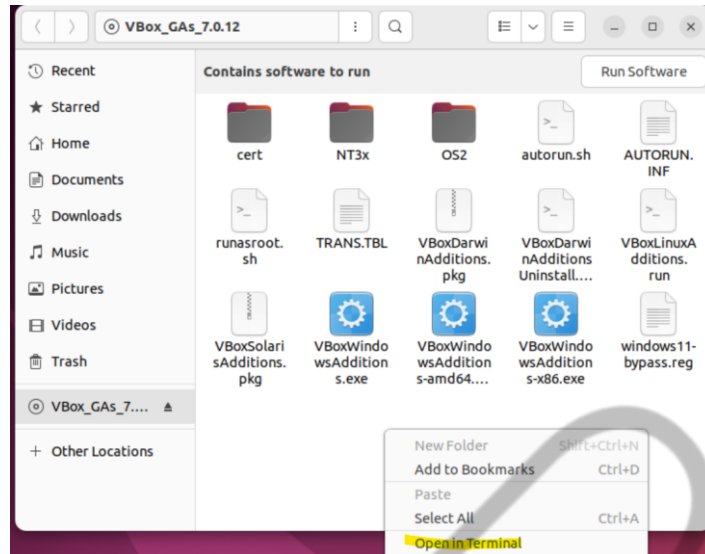 VBox_GAs_7.0.12
Recent
Starred
Home
Documents
Downloads
Music
Pictures
Videos
Trash
VBox_GAs_7....
+ Other Locations
Contains software to run
Run Software
cert
NT3x
OS2
autorun.sh
AUTORUN.
INF
runasroot.
sh
TRANS.TBL
VBoxDarwi
nAdditions.
pkg
VBoxDarwi
nAdditions
Uninstall....
VBoxLinuxA
dditions.
run
VBoxSolari
sAdditions.
pkg
VBoxWindo
wsAddition
s.exe
VBoxWindo
wsAddition
s-amd64....
VBoxWindo
wsAddition
s-x86.exe
windows11-
bypass.reg
New Folder Shift+Ctrl+N
Add to Bookmarks Ctrl+D
Paste
Select All Ctrl+A
Open in Terminal